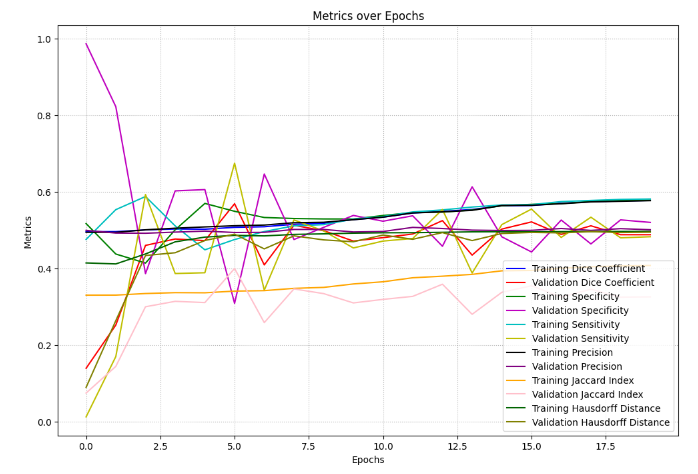 Metrics over Epochs
1.0
0.8
0.6
0.4
0.2
0.0
Metrics
0.0 2.5 5.0 7.5 10.0 12.5 15.0 17.5
Epochs
Training Dice Coefficient
Validation Dice Coefficient
Training Specificity
Validation Specificity
Training Sensitivity
Validation Sensitivity
Training Precision
Validation Precision
Training Jaccard Index
Validation Jaccard Index
Training Hausdorff Distance
Validation Hausdorff Distance